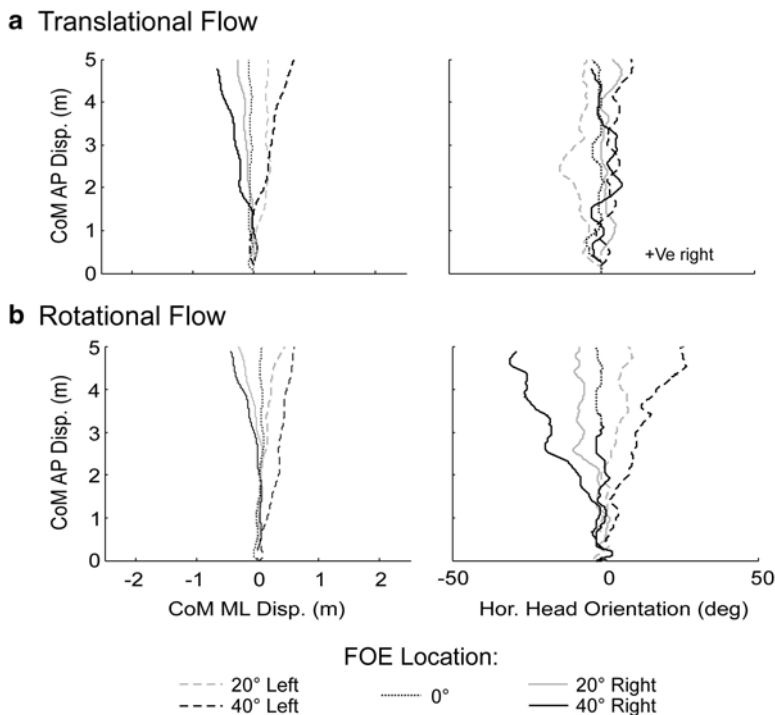 a Translational Flow
CoM AP Disp. (m)
5
4
3
2
1
0
+Ve right
b Rotational Flow
CoM AP Disp. (m)
5
4
3
2
1
0
-2 -1 0 1 2
CoM ML Disp. (m)
-50 0 50
Hor. Head Orientation (deg)
FOE Location:
20° Left
40° Left
0°
20° Right
40° Right